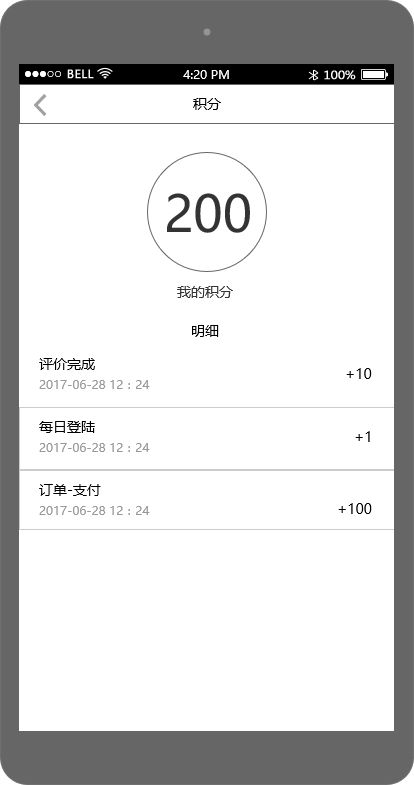 BELL 4:20 PM 100%
积分
200
我的积分
明细
评价完成
+10
2017-06-28 12：24
每日登陆
+1
2017-06-28 12：24
订单-支付
2017-06-28 12：24
+100